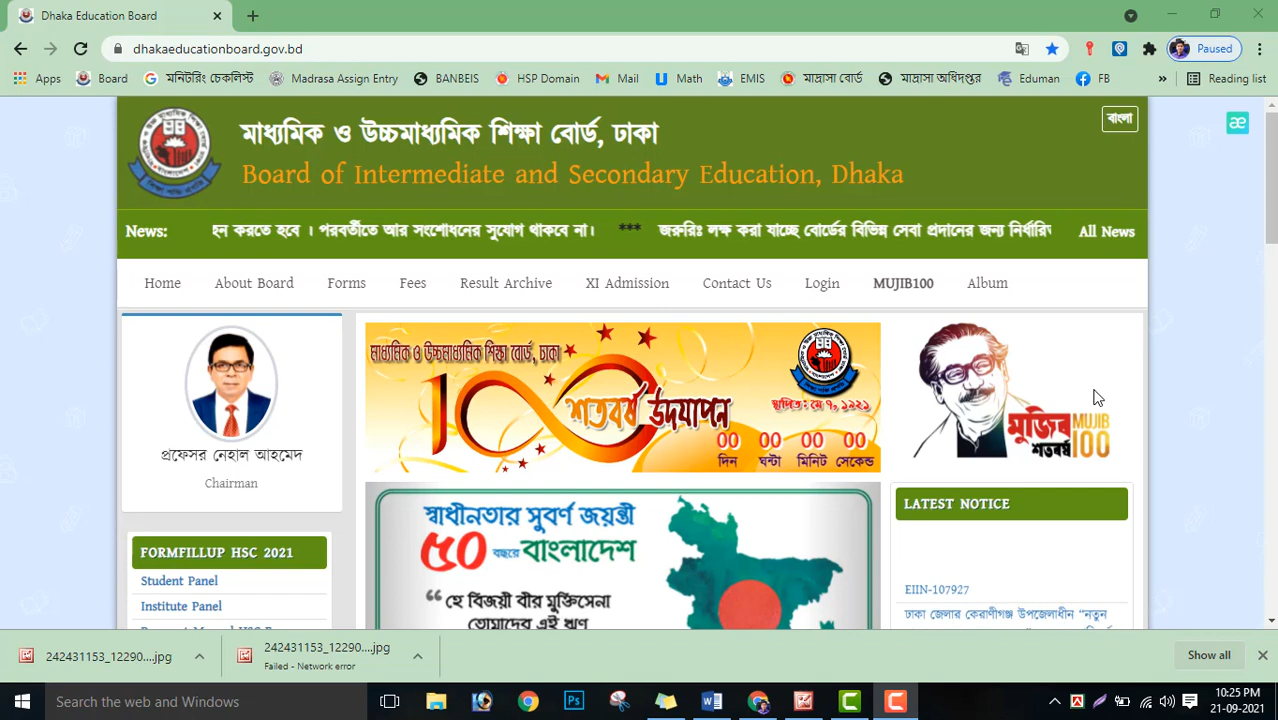 Dhaka Education Board
dhakaeducationboard.gov.bd
Paused
Apps
Board
মনিটরিং চেকলিস্ট
Madrasa Assign Entry
BANBEIS
HSP Domain
Mail
Math
EMIS
মাদ্রাসা বোর্ড
মাদ্রাসা অধিদপ্তর
Eduman
FB
»
Reading list
মাধ্যমিক ও উচ্চমাধ্যমিক শিক্ষা বোর্ড, ঢাকা
বাংলা
æ
Board of Intermediate and Secondary Education, Dhaka
News:
হন করতে হবে । পরবর্তীতে আর সংশোধনের সুযোগ থাকবে না।
***
জরুরিঃ লক্ষ করা যাচ্ছে বোর্ডের বিভিন্ন সেবা প্রদানের জন্য
All News
Home
About Board
Forms
Fees
Result Archive
XI Admission
Contact Us
Login
MUJIB100
Album
প্রফেসর নেহাল আহমেদ
Chairman
মাধ্যমিক ও উচ্চমাধ্যমিক শিক্ষা বোর্ড, ঢাকা
100
শতবর্ষ উদযাপন
স্থাপিত: মে ৭, ১৯২১
00 00 00 00
দিন ঘন্টা মিনিট সেকেন্ড
মুজিব MUJIB
শতবর্ষ 100
FORMFILLUP HSC 2021
Student Panel
Institute Panel
স্বাধীনতার সুবর্ণ জয়ন্তী
৫০ বছরে বাংলাদেশ
“ হে বিজয়ী বীর মুক্তিসেনা
তোমাদের এই ঋণ
LATEST NOTICE
EIIN-107927
ঢাকা জেলার কেরাণীগঞ্জ উপজেলাধীন “নতুন
242431153_12290....jpg
242431153_12290....jpg
Failed - Network error
Show all
Search the web and Windows
10:25 PM
21-09-2021